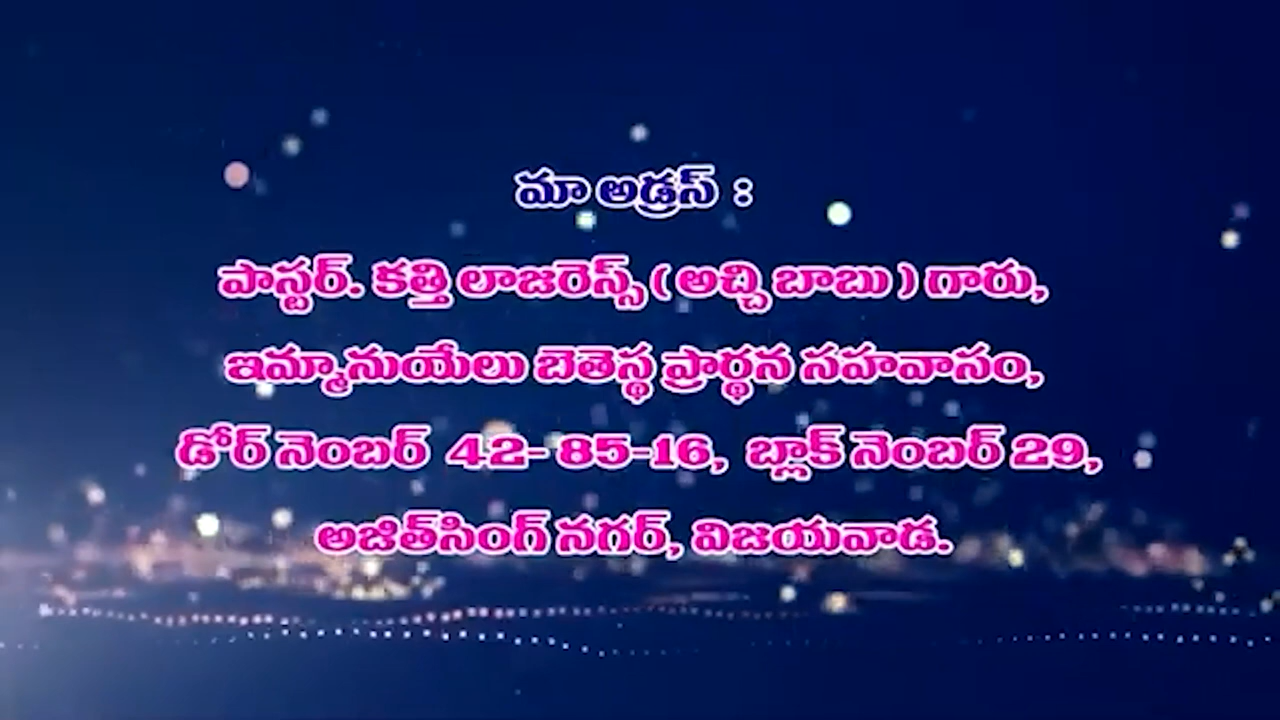 మా అడ్రస్ :
పాస్టర్. కత్తి లాజరెస్స్ ( అచ్చి బాబు ) గారు,
ఇమ్మానుయేలు బెతెస్థ ప్రార్థన సహవాసం,
డోర్ నెంబర్ 42- 85-16, బ్లాక్ నెంబర్ 29,
అజిత్‌సింగ్ నగర్, విజయవాడ.